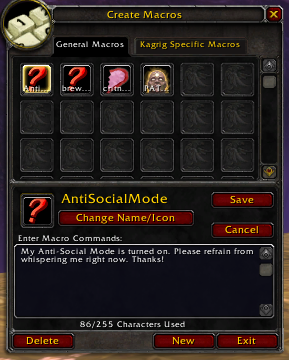 Create Macros
General Macros
Kagrig Specific Macros
Anti...
brew...
PAT 2
AntiSocialMode
Save
Change Name/Icon
Cancel
Enter Macro Commands:
My Anti-Social Mode is turned on. Please refrain from
whispering me right now. Thanks!
86/255 Characters Used
Delete
New
Exit